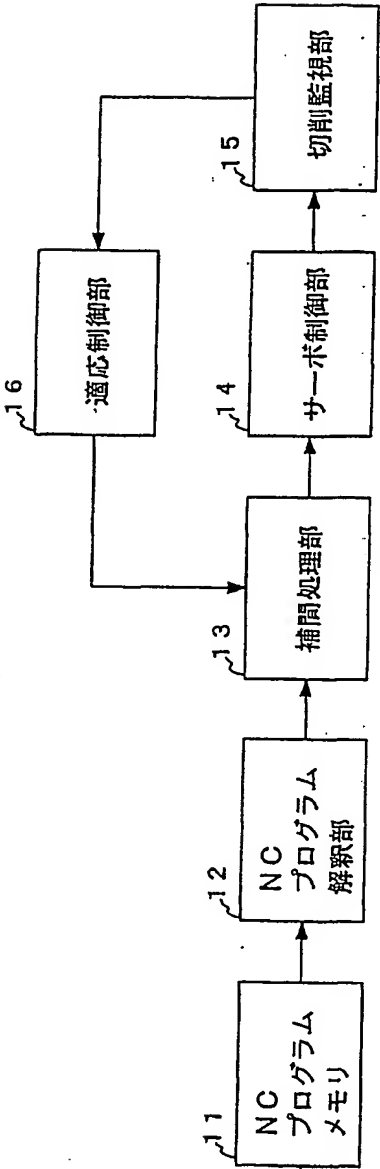 11
NC
プログラム
メモリ
12
NC
プログラム
解釈部
13
補間処理部
14
サーボ制御部
15
切削監視部
16
適応制御部